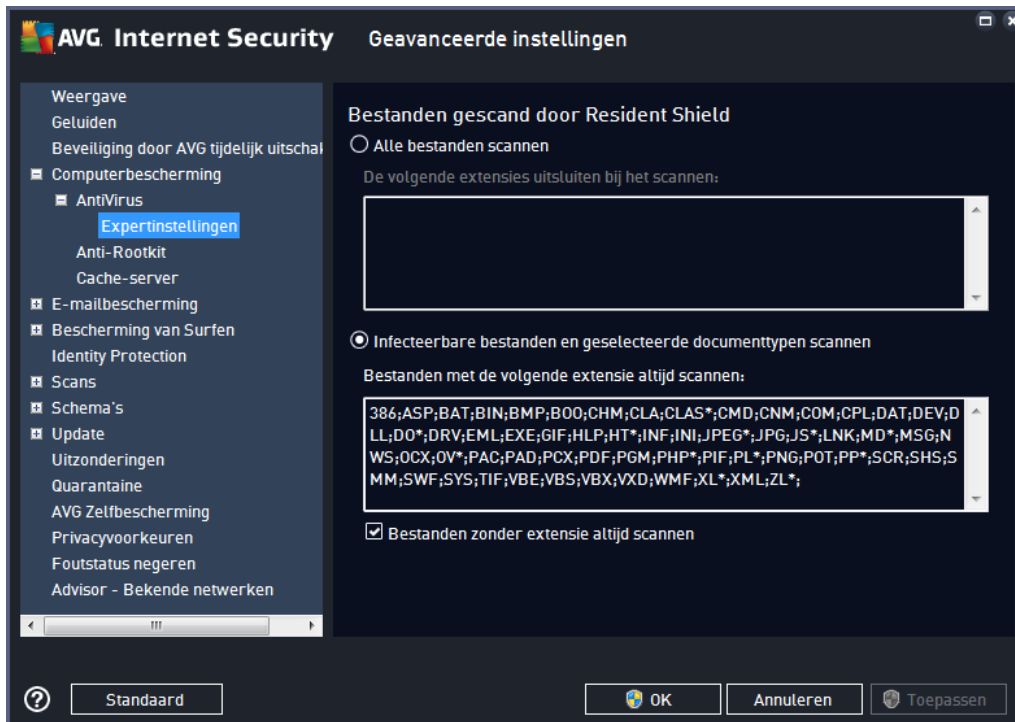 AVG. Internet Security
Geavanceerde instellingen
Weergave
Geluiden
Beveiliging door AVG tijdelijk uitschak
Computerbescherming
AntiVirus
Expertinstellingen
Anti-Rootkit
Cache-server
E-mailbescherming
Bescherming van Surfen
Identity Protection
Scans
Schema's
Update
Uitzonderingen
Quarantaine
AVG Zelfbescherming
Privacyvoorkeuren
Foutstatus negeren
Advisor - Bekende netwerken
Bestanden gescand door Resident Shield
Alle bestanden scannen
De volgende extensies uitsluiten bij het scannen:
Infecteerbare bestanden en geselecteerde documenttypen scannen
Bestanden met de volgende extensie altijd scannen:
386;ASP;BAT;BIN;BMP;BOO;CHM;CLA;CLAS*;CMD;CNM;COM;CPL;DAT;DEV;D
LL;DO*;DRV;EML;EXE;GIF;HLP;HT*;INF;INI;JPEG*;JPG;JS*;LNK;MD*;MSG;N
WS;OCX;OV*;PAC;PAD;PCX;PDF;PGM;PHP*;PIF;PL*;PNG;POT;PP*;SCR;SHS;S
MM;SWF;SYS;TIF;VBE;VBS;VBX;VXD;WMF;XL*;XML;ZL*;
Bestanden zonder extensie altijd scannen
Standaard
OK
Annuleren
Toepassen